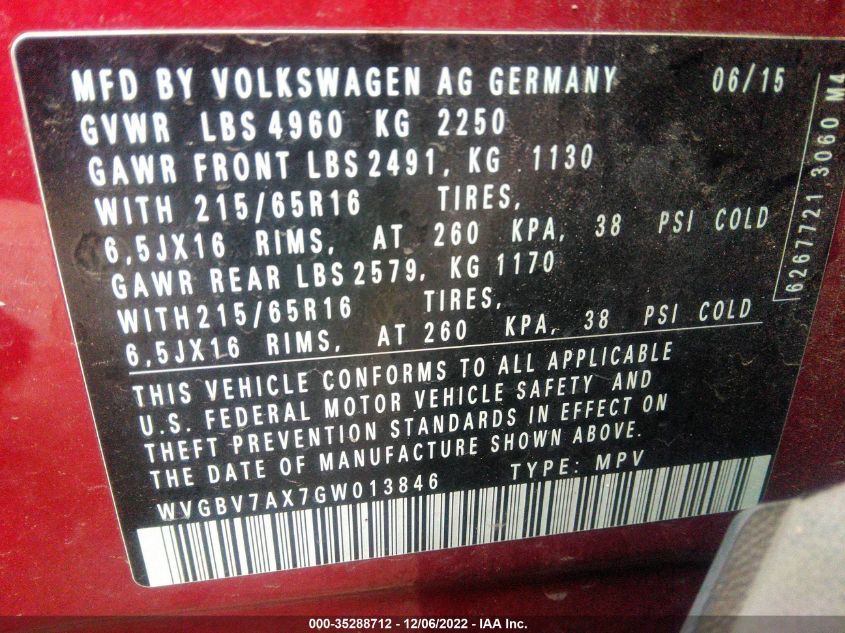 MFD BY VOLKSWAGEN AG GERMANY 06/15
GVWR LBS 4960 KG 2250
GAWR FRONT LBS 2491, KG 1130
WITH 215/65R16 TIRES,
6,5JX16 RIMS, AT 260 KPA, 38 PSI COLD
GAWR REAR LBS 2579, KG 1170
WITH 215/65R16 TIRES,
6,5JX16 RIMS, AT 260 KPA, 38 PSI COLD
THIS VEHICLE CONFORMS TO ALL APPLICABLE
U.S. FEDERAL MOTOR VEHICLE SAFETY AND
THEFT PREVENTION STANDARDS IN EFFECT ON
THE DATE OF MANUFACTURE SHOWN ABOVE.
WVGBV7AX7GW013846 TYPE: MPV
6267721 3060 M4
000-35288712 - 12/06/2022 - IAA Inc.